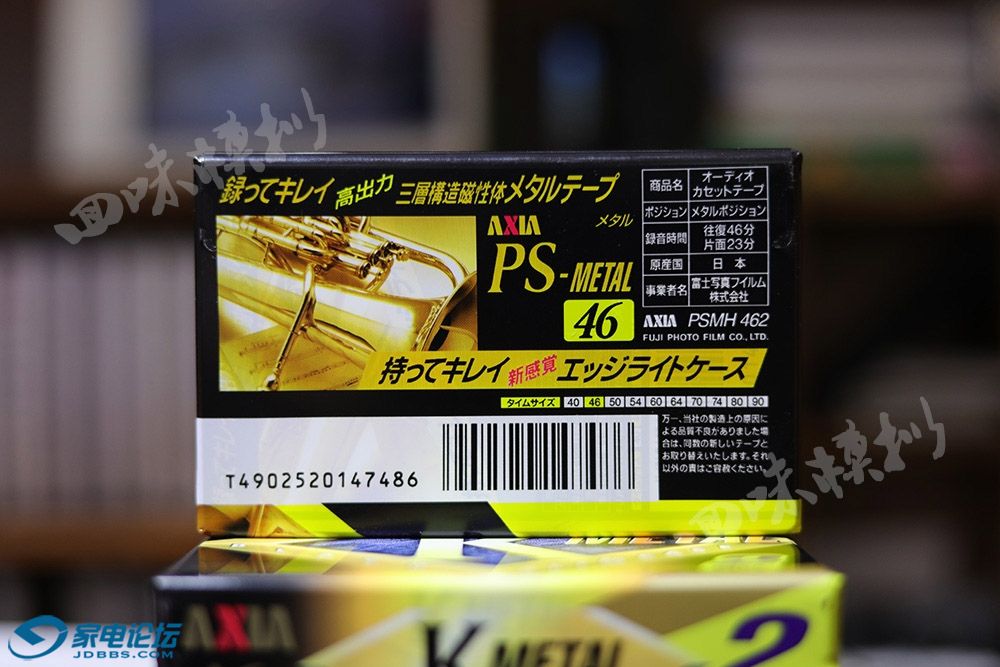 録ってキレイ 高出力 三層構造磁性体メタルテープ
AXIA メタル
PS-METAL
46
商品名 オーディオカセットテープ
ポジション メタルポジション
録音時間 往復46分 片面23分
原産国 日本
事業者名 富士写真フイルム株式会社
AXIA PSMH 462
FUJI PHOTO FILM CO., LTD.
持ってキレイ 新感覚 エッジライトケース
タイムサイズ 40 46 50 54 60 64 70 74 80 90
万一、当社の製造上の原因に
よる品質不良がありました場
合は、同数の新しいテープと
お取り替えいたします。それ
以外の責はご容赦ください。
T4902520147486
METAL
AXIA
K METAL
2
家电论坛
JDBBS.COM